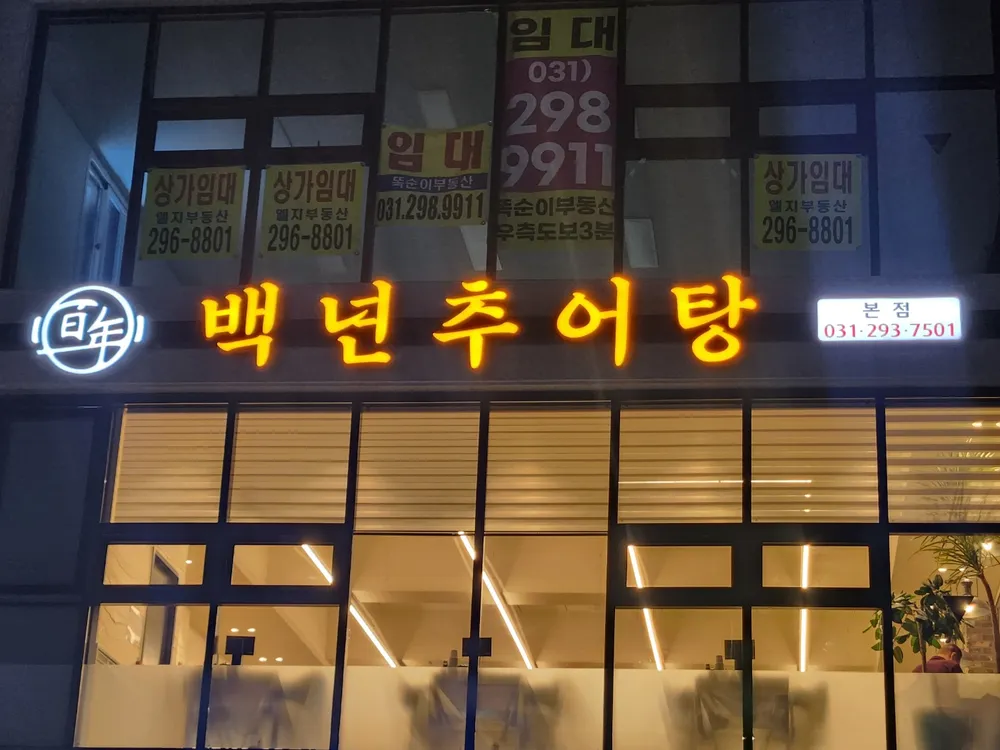 임 대
031)
298
9911
뚝순이부동산
우측도보3분
임 대
뚝순이부동산
031.298.9911
상가임대
엘지부동산
296-8801
상가임대
엘지부동산
296-8801
상가임대
엘지부동산
296-8801
百年
백년추어탕
본점
031·293·7501